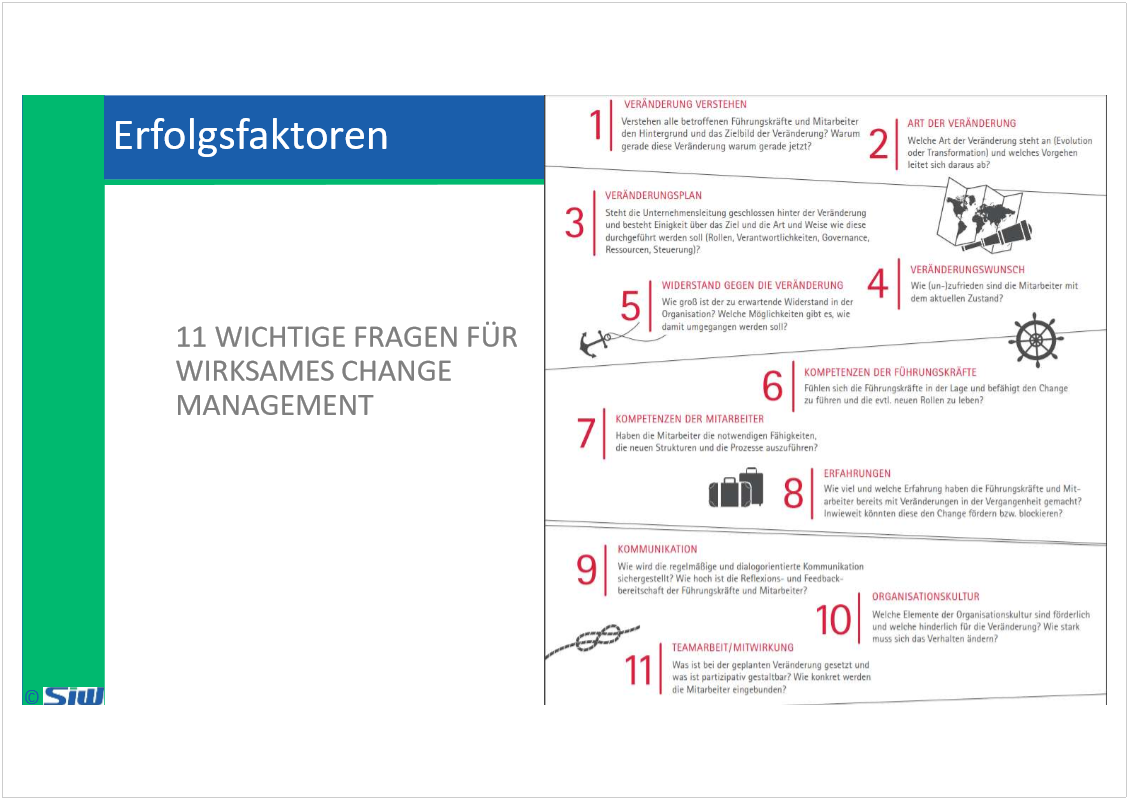 Erfolgsfaktoren
11 WICHTIGE FRAGEN FÜR
WIRKSAMES CHANGE
MANAGEMENT
1
VERÄNDERUNG VERSTEHEN
Verstehen alle betroffenen Führungskräfte und Mitarbeiter
den Hintergrund und das Zielbild der Veränderung? Warum
gerade diese Veränderung warum gerade jetzt?
2
ART DER VERÄNDERUNG
Welche Art der Veränderung steht an (Evolution
oder Transformation) und welches Vorgehen
leitet sich daraus ab?
3
VERÄNDERUNGSPLAN
Steht die Unternehmensleitung geschlossen hinter der Veränderung
und besteht Einigkeit über das Ziel und die Art und Weise wie diese
durchgeführt werden soll (Rollen, Verantwortlichkeiten, Governance,
Ressourcen, Steuerung)?
4
VERÄNDERUNGSWUNSCH
Wie (un-)zufrieden sind die Mitarbeiter mit
dem aktuellen Zustand?
5
WIDERSTAND GEGEN DIE VERÄNDERUNG
Wie groß ist der zu erwartende Widerstand in der
Organisation? Welche Möglichkeiten gibt es, wie
damit umgegangen werden soll?
6
KOMPETENZEN DER FÜHRUNGSKRÄFTE
Fühlen sich die Führungskräfte in der Lage und befähigt den Change
zu führen und die evtl. neuen Rollen zu leben?
7
KOMPETENZEN DER MITARBEITER
Haben die Mitarbeiter die notwendigen Fähigkeiten,
die neuen Strukturen und die Prozesse auszuführen?
8
ERFAHRUNGEN
Wie viel und welche Erfahrung haben die Führungskräfte und Mit-
arbeiter bereits mit Veränderungen in der Vergangenheit gemacht?
Inwieweit könnten diese den Change fördern bzw. blockieren?
9
KOMMUNIKATION
Wie wird die regelmäßige und dialogorientierte Kommunikation
sichergestellt? Wie hoch ist die Reflexions- und Feedback-
bereitschaft der Führungskräfte und Mitarbeiter?
10
ORGANISATIONSKULTUR
Welche Elemente der Organisationskultur sind förderlich
und welche hinderlich für die Veränderung? Wie stark
muss sich das Verhalten ändern?
11
TEAMARBEIT/MITWIRKUNG
Was ist bei der geplanten Veränderung gesetzt und
was ist partizipativ gestaltbar? Wie konkret werden
die Mitarbeiter eingebunden?
© SiW